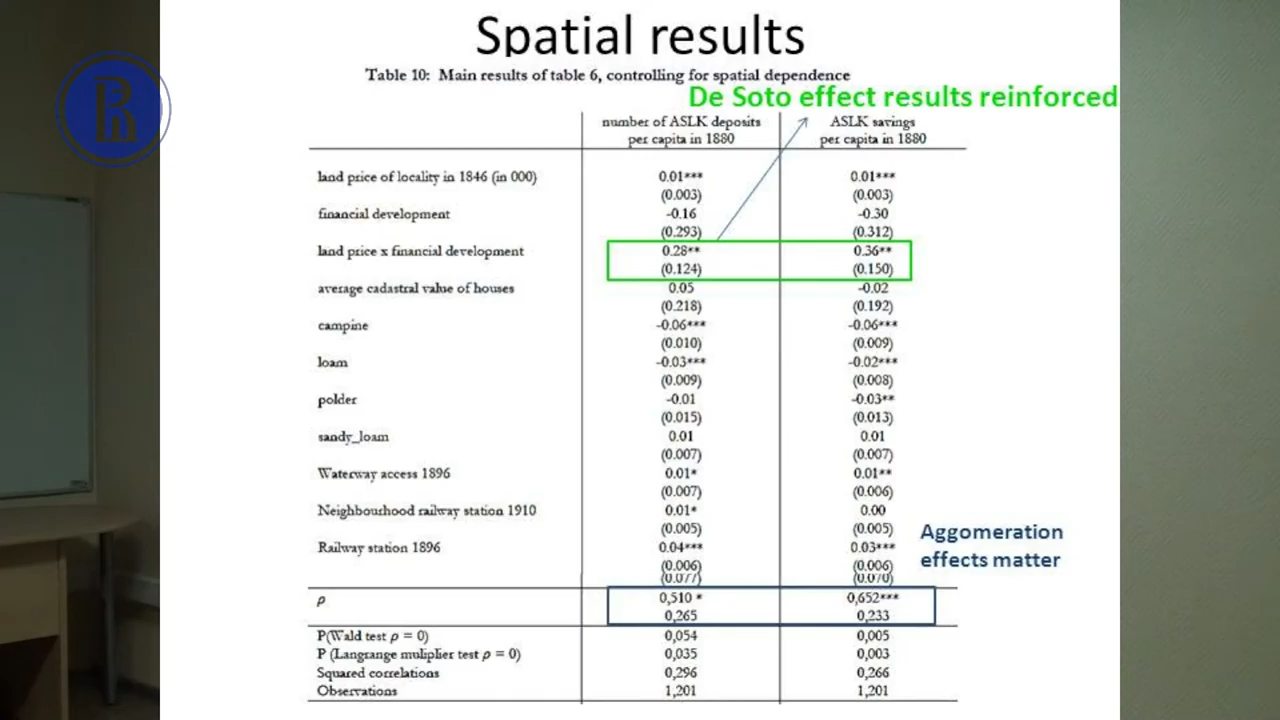 Spatial results
Table 10: Main results of table 6, controlling for spatial dependence
De Soto effect results reinforced
number of ASLK deposits ASLK savings
per capita in 1880 per capita in 1880
land price of locality in 1846 (in 000) 0.01*** 0.01***
(0.003) (0.003)
financial development -0.16 -0.30
(0.293) (0.312)
land price x financial development 0.28** 0.36**
(0.124) (0.150)
average cadastral value of houses 0.05 -0.02
(0.218) (0.192)
campine -0.06*** -0.06***
(0.010) (0.009)
loam -0.03*** -0.02***
(0.009) (0.008)
polder -0.01 -0.03**
(0.015) (0.013)
sandy_loam 0.01 0.01
(0.007) (0.007)
Waterway access 1896 0.01* 0.01**
(0.007) (0.006)
Neighbourhood railway station 1910 0.01* 0.00
(0.005) (0.005)
Railway station 1896 0.04*** 0.03***
(0.006) (0.006)
(0.077) (0.070)
Aggomeration
effects matter
ρ 0,510 * 0,652***
0,265 0,233
P(Wald test ρ = 0) 0,054 0,005
P (Langrange muliplier test ρ = 0) 0,035 0,003
Squared correlations 0,296 0,266
Observations 1,201 1,201